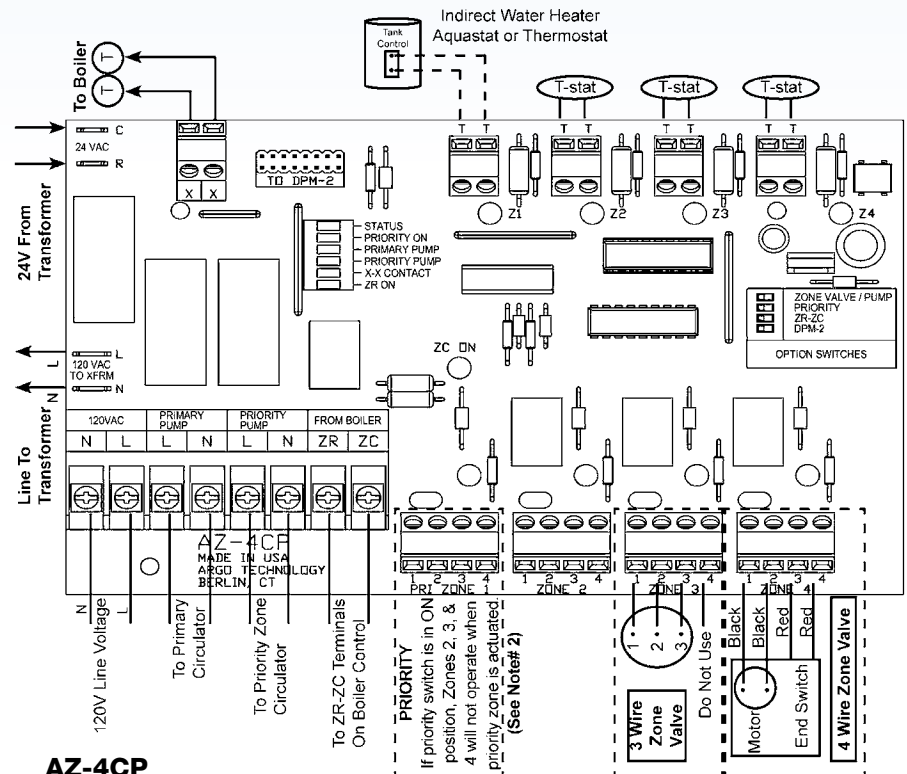 Indirect Water Heater
Aquastat or Thermostat
Tank
Control
To Boiler
T
T
T-stat
T-stat
T-stat
C
24 VAC
R
24V From
Transformer
X X
TO DPM-2
T T
T T
T T
T T
Z1
Z2
Z3
Z4
STATUS
PRIORITY ON
PRIMARY PUMP
PRIORITY PUMP
X-X CONTACT
ZR ON
ZONE VALVE / PUMP
PRIORITY
ZR-ZC
DPM-2
OPTION SWITCHES
ZC ON
L
L
120 VAC
TO XFRM
N
N
Line To
Transformer
120VAC
PRIMARY
PUMP
PRIORITY
PUMP
FROM BOILER
N L L N L N ZR ZC
AZ-4CP
MADE IN USA
ARGO TECHNOLOGY
BERLIN, CT
1 2 3 4
PRI ZONE 1
1 2 3 4
ZONE 2
1 2 3 4
ZONE 3
1 2 3 4
ZONE 4
N
L
120V Line Voltage
To Primary
Circulator
To Priority Zone
Circulator
To ZR-ZC Terminals
On Boiler Control
PRIORITY
If priority switch is in ON
position, Zones 2, 3, &
4 will not operate when
priority zone is actuated.
(See Note# 2)
1
2
3
3 Wire
Zone
Valve
Do Not Use
Black
Black
Red
Red
Motor
End Switch
4 Wire Zone Valve
AZ-4CP